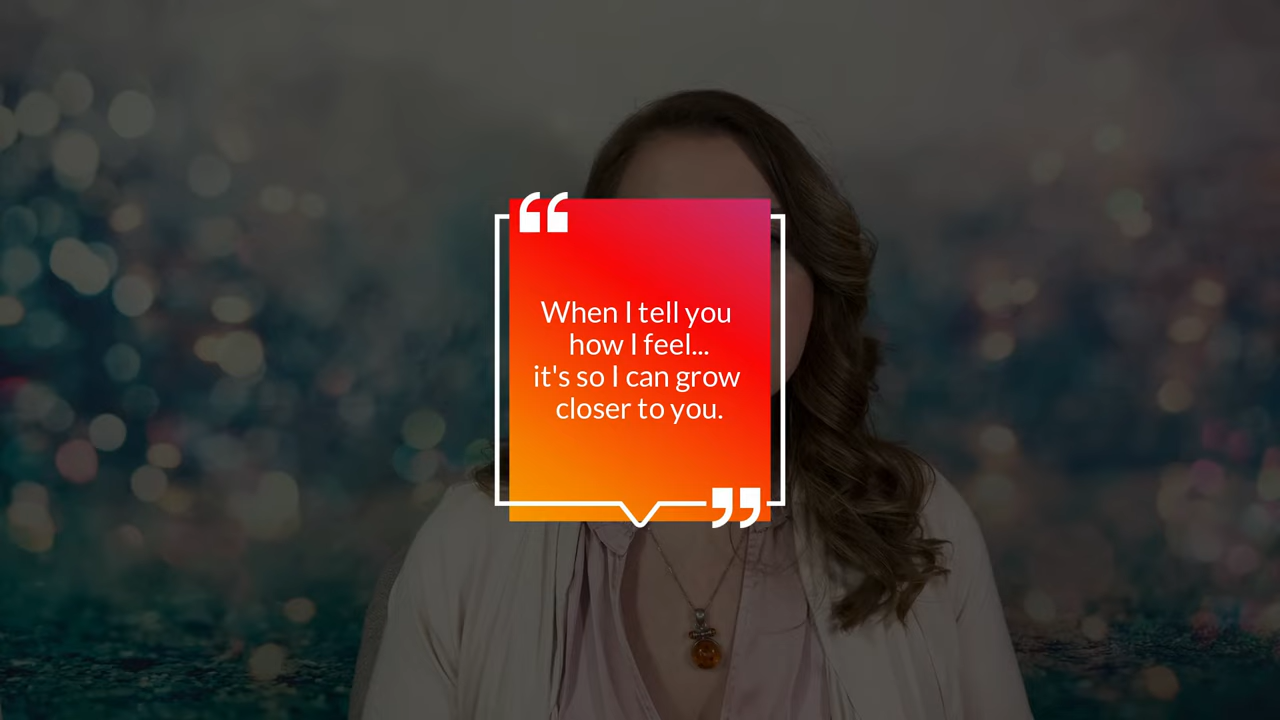 When I tell you
how I feel...
it's so I can grow
closer to you.